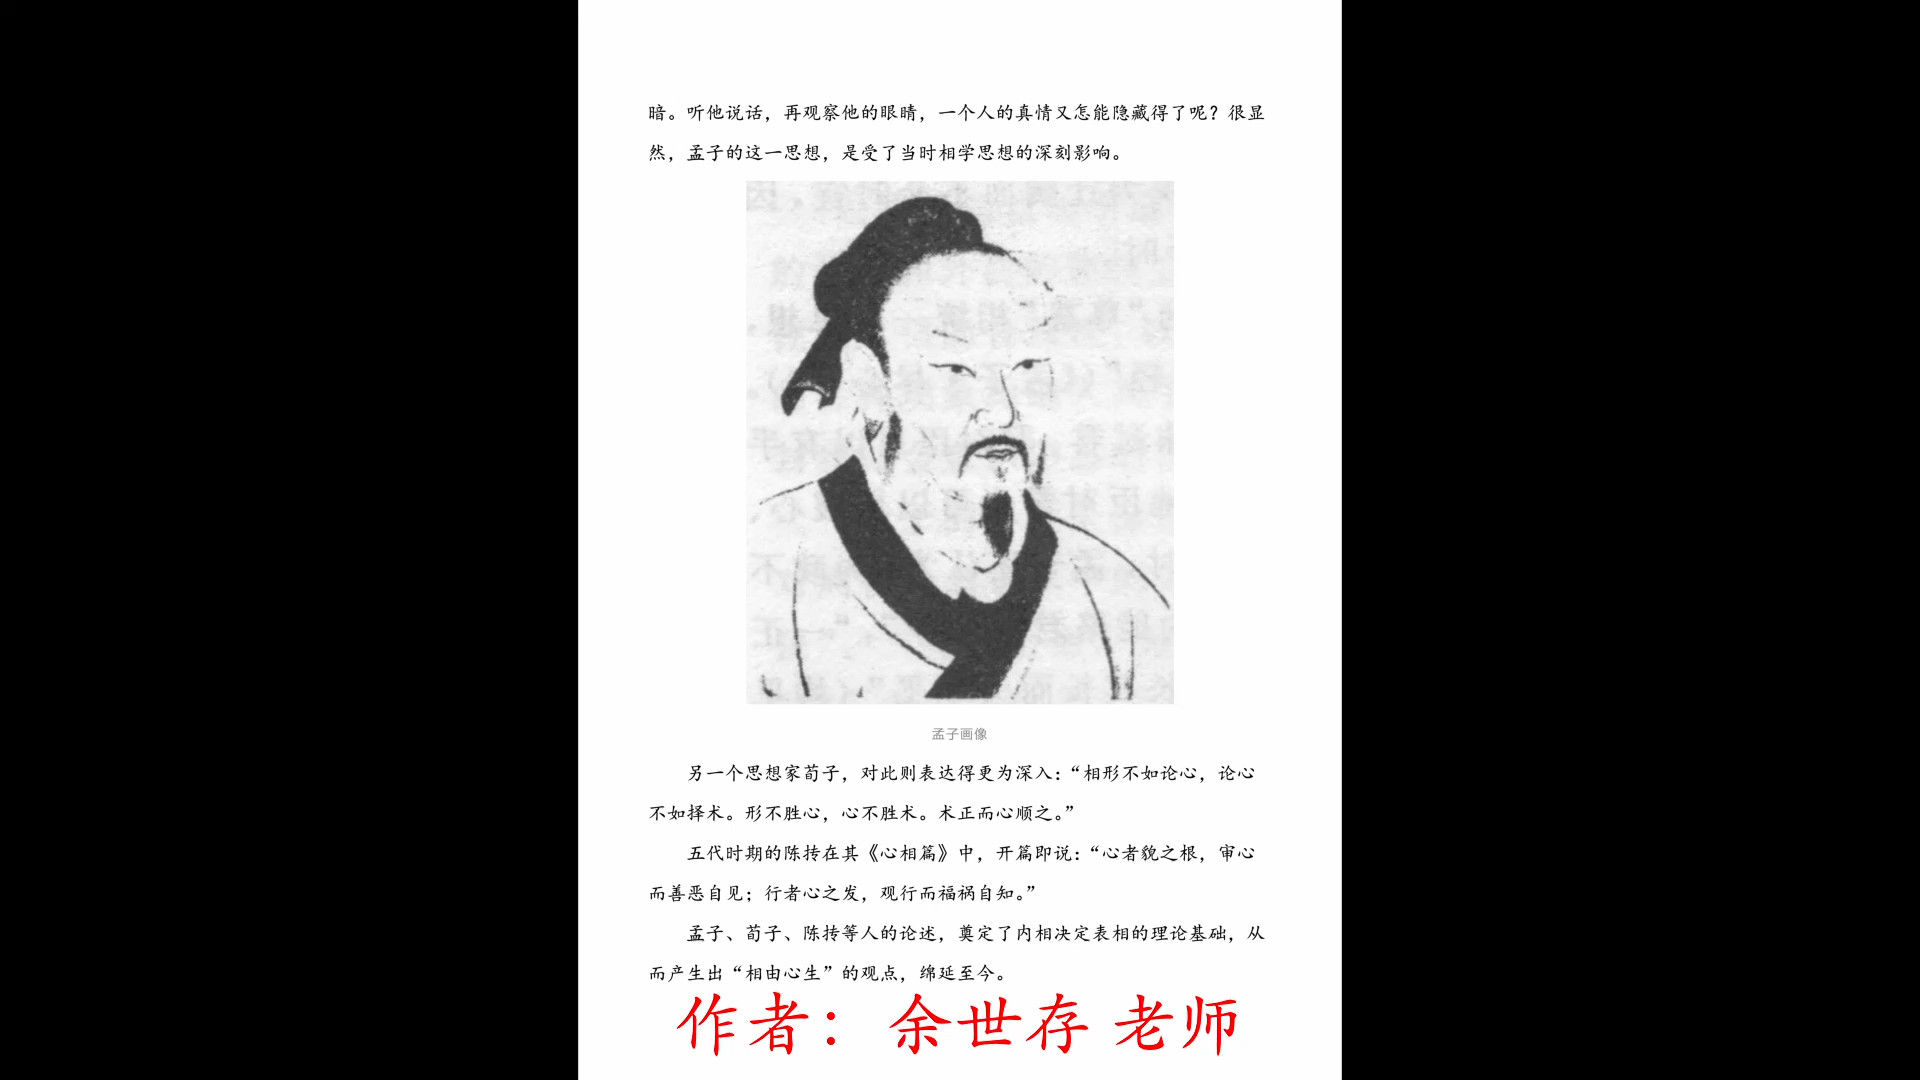 暗。听他说话，再观察他的眼睛，一个人的真情又怎能隐藏得了呢？很显
然，孟子的这一思想，是受了当时相学思想的深刻影响。
孟子画像
另一个思想家荀子，对此则表达得更为深入：“相形不如论心，论心
不如择术。形不胜心，心不胜术。术正而心顺之。”
五代时期的陈抟在其《心相篇》中，开篇即说：“心者貌之根，审心
而善恶自见；行者心之发，观行而福祸自知。”
孟子、荀子、陈抟等人的论述，奠定了内相决定表相的理论基础，从
而产生出“相由心生”的观点，绵延至今。
作者：余世存 老师